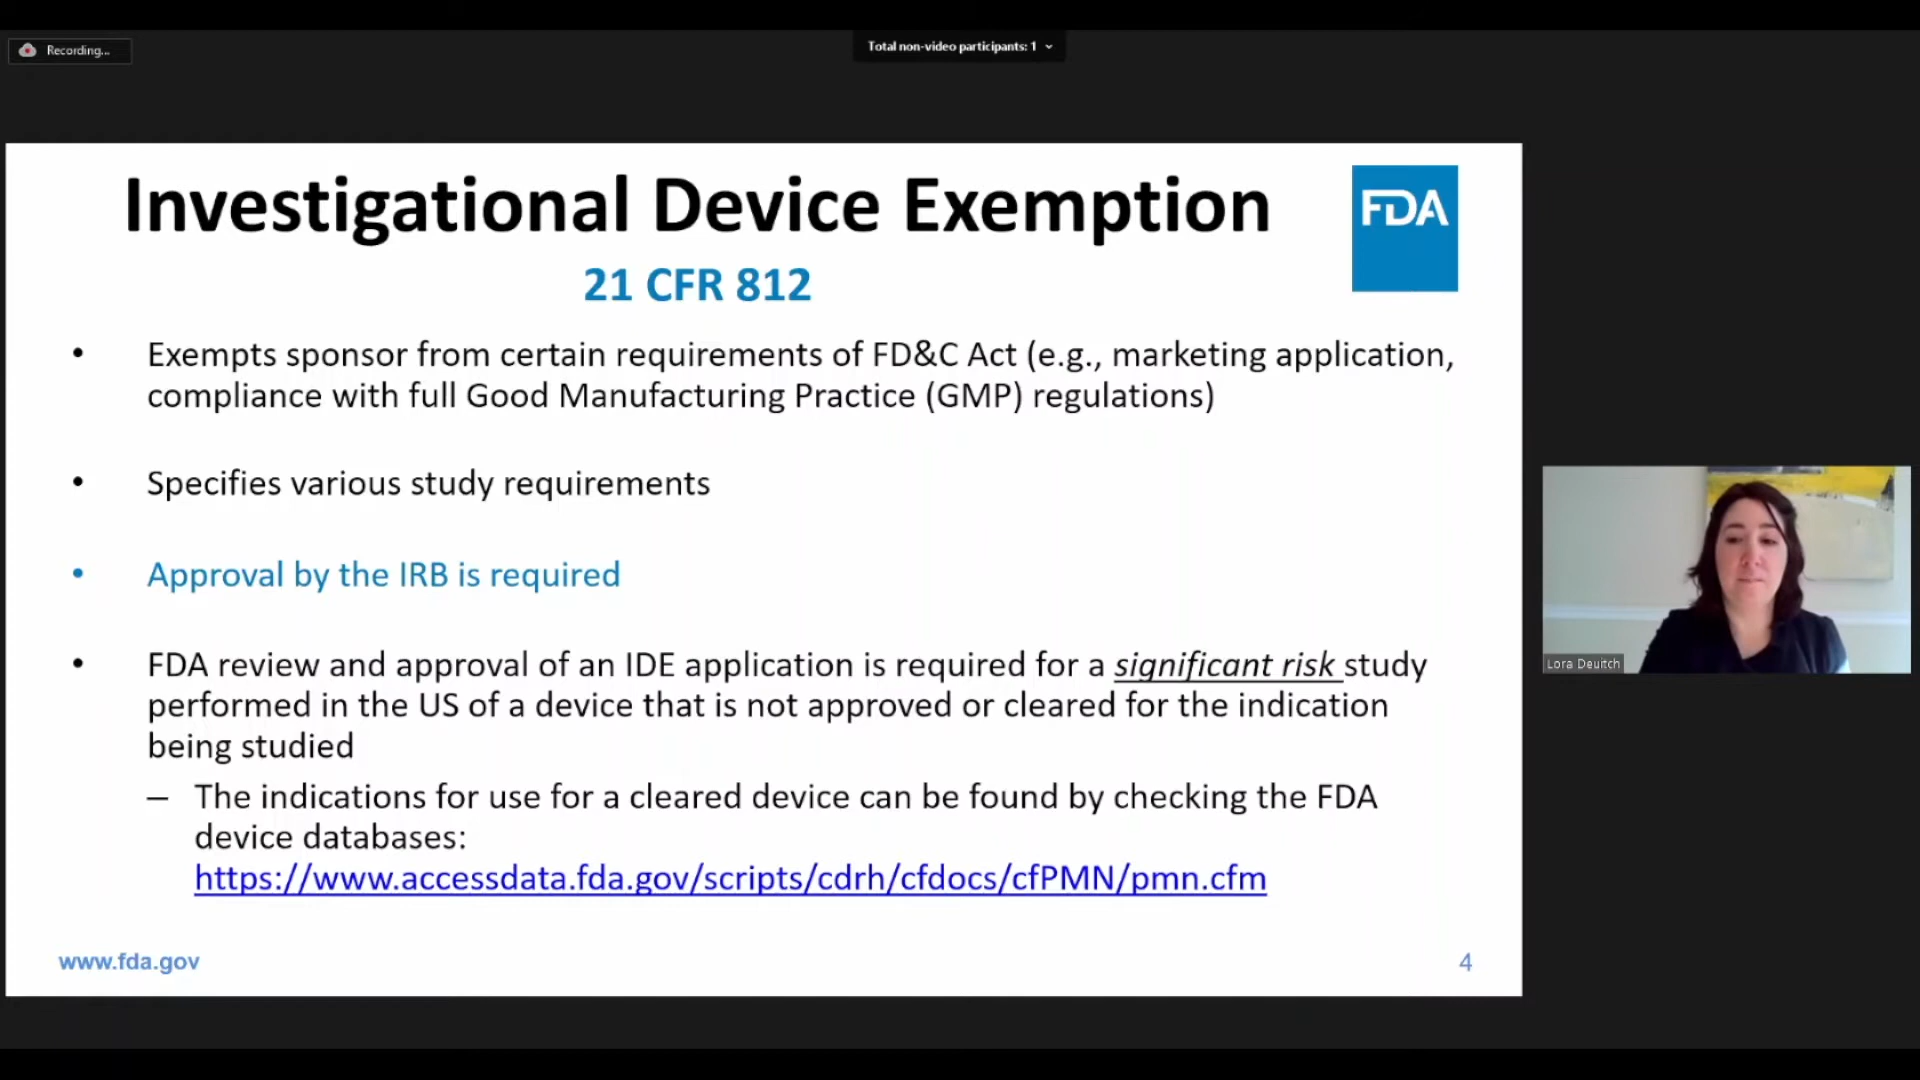 Recording...
Total non-video participants: 1
Investigational Device Exemption
FDA
21 CFR 812
• Exempts sponsor from certain requirements of FD&C Act (e.g., marketing application,
compliance with full Good Manufacturing Practice (GMP) regulations)
• Specifies various study requirements
• Approval by the IRB is required
• FDA review and approval of an IDE application is required for a significant risk study
performed in the US of a device that is not approved or cleared for the indication
being studied
– The indications for use for a cleared device can be found by checking the FDA
device databases:
https://www.accessdata.fda.gov/scripts/cdrh/cfdocs/cfPMN/pmn.cfm
www.fda.gov
4
Lora Deuitch